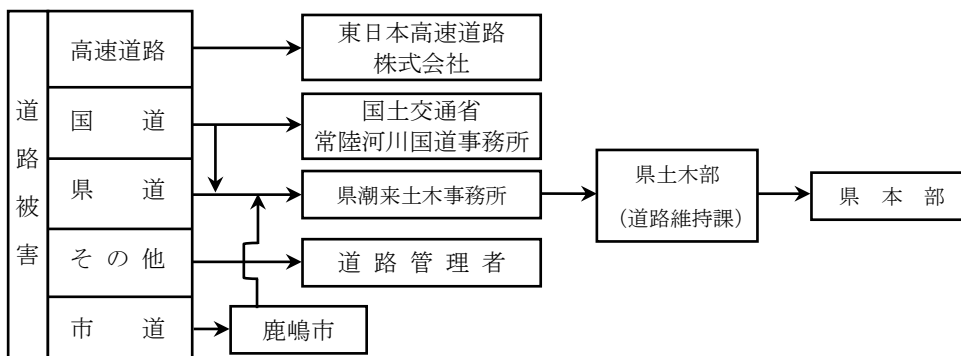 道路被害
高速道路
東日本高速道路
株式会社
国道
国土交通省
常陸河川国道事務所
県道
県潮来土木事務所
県土木部
（道路維持課）
県本部
その他
道路管理者
市道
鹿嶋市